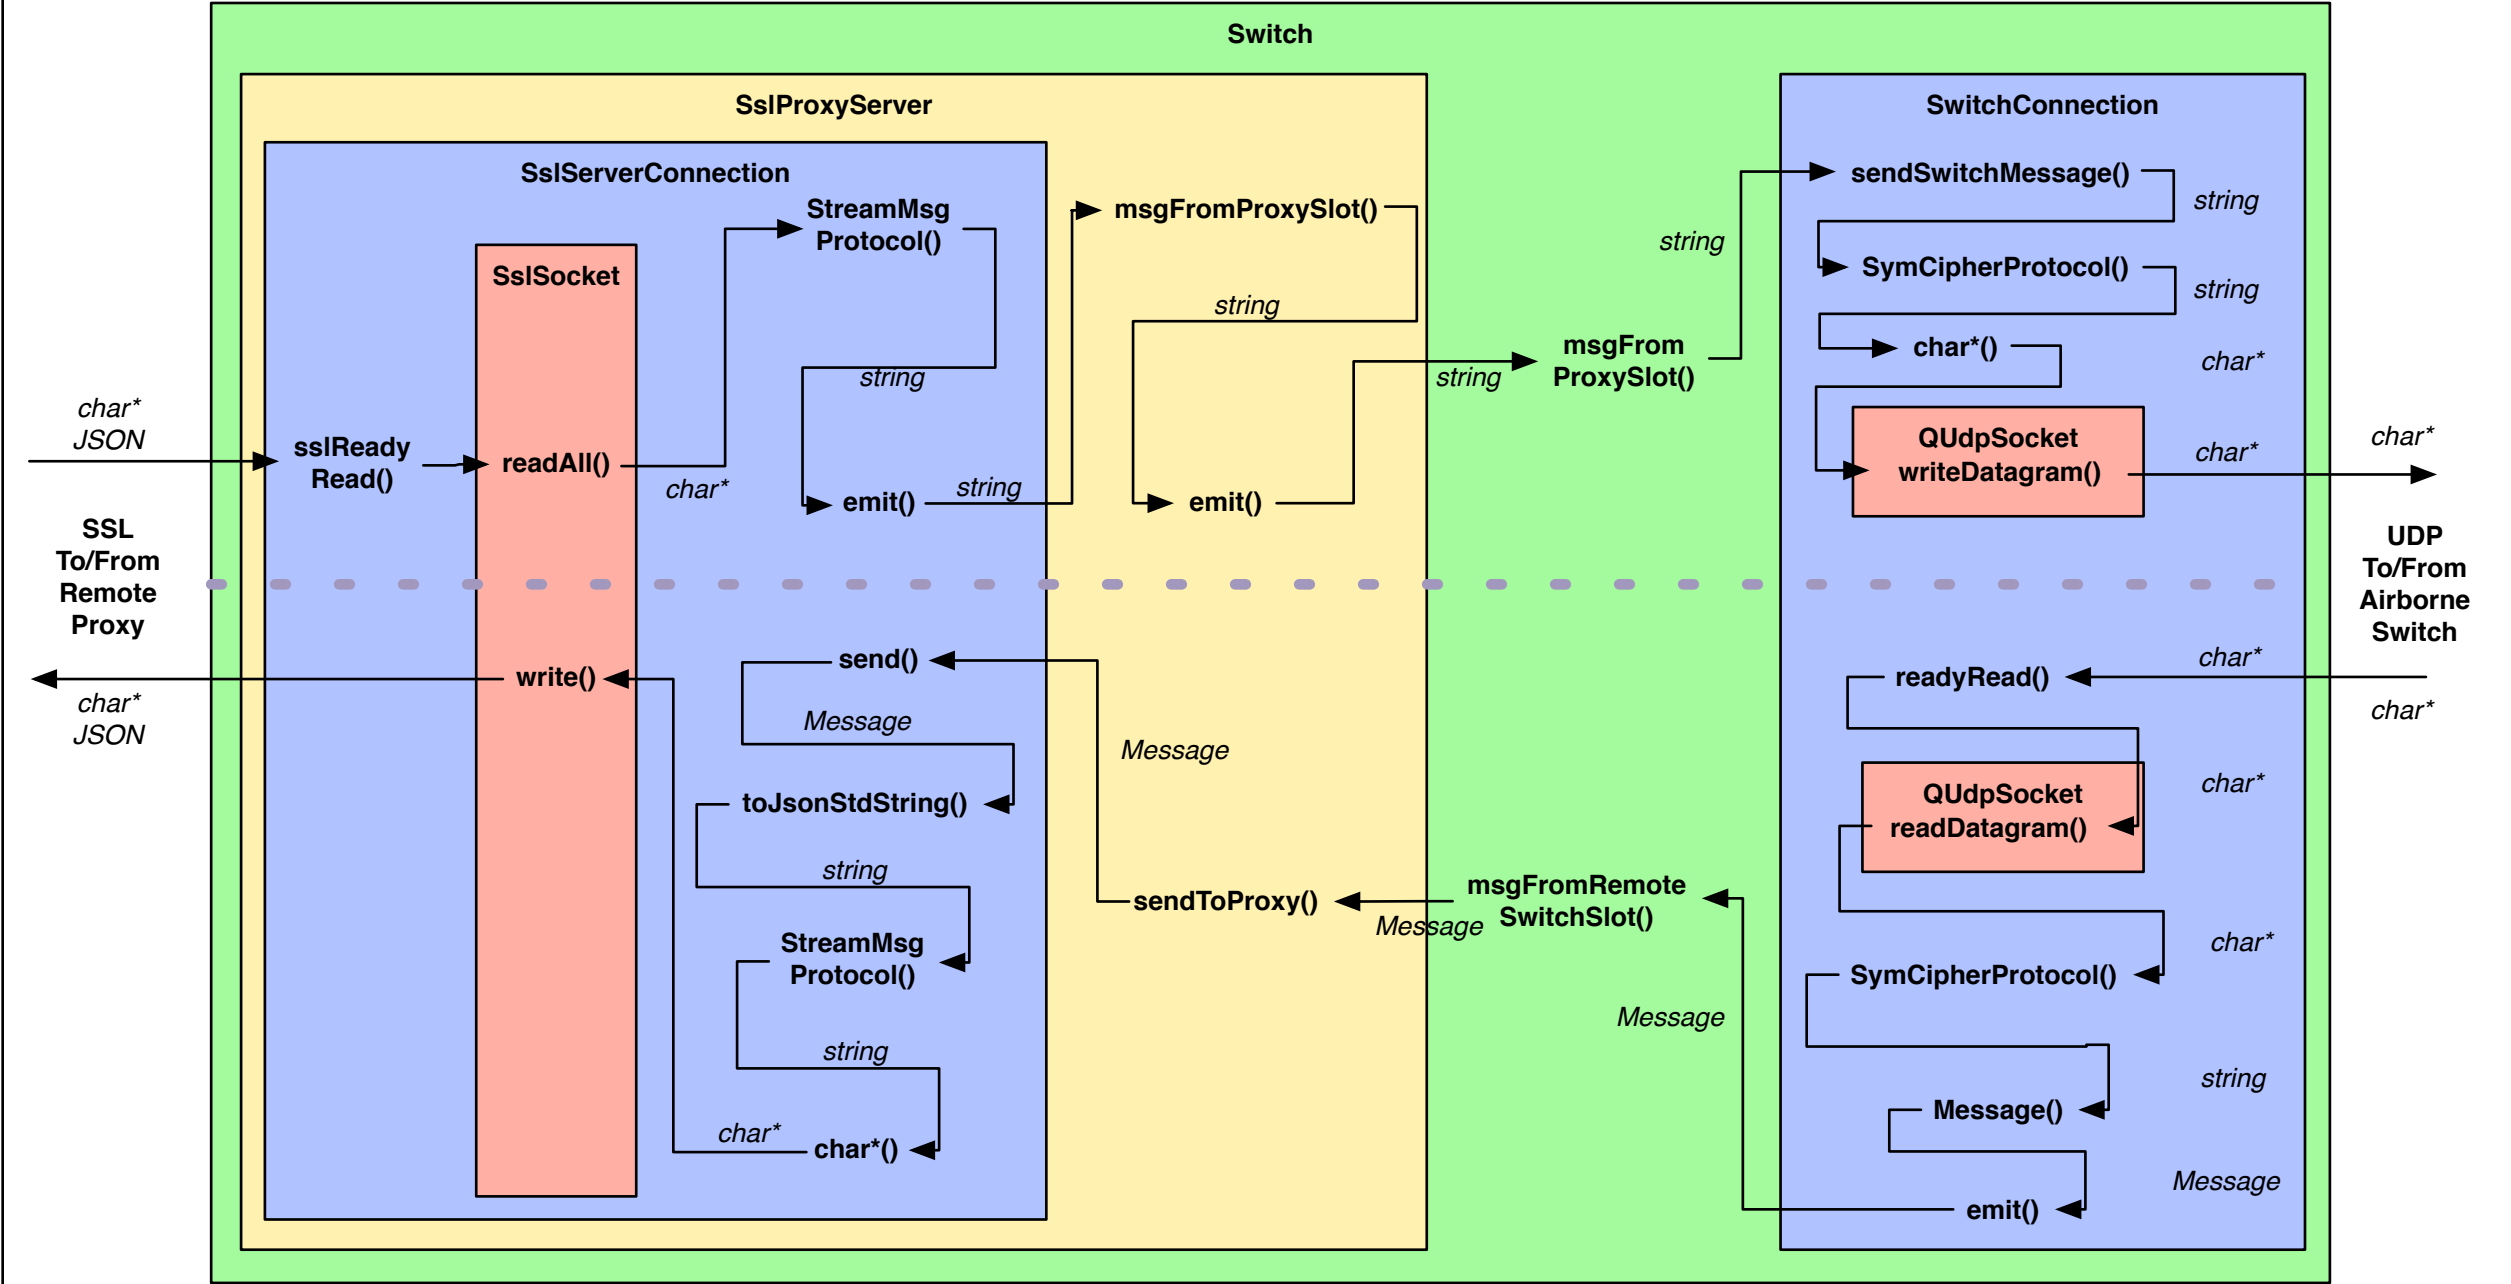 Switch
SslProxyServer
SwitchConnection
SslServerConnection
sendSwitchMessage()
StreamMsg
Protocol()
msgFromProxySlot()
string
string
SymCipherProtocol()
SslSocket
string
string
char*()
msgFrom
ProxySlot()
char*
string
string
char*
JSON
QUdpSocket
writeDatagram()
char*
char*
sslReady
Read()
readAll()
char*
emit()
string
emit()
SSL
To/From
Remote
Proxy
UDP
To/From
Airborne
Switch
send()
char*
write()
readyRead()
char*
JSON
Message
char*
Message
char*
QUdpSocket
readDatagram()
toJsonStdString()
string
msgFromRemote
SwitchSlot()
sendToProxy()
Message
StreamMsg
Protocol()
char*
SymCipherProtocol()
Message
string
string
Message()
char*
char*()
Message
emit()